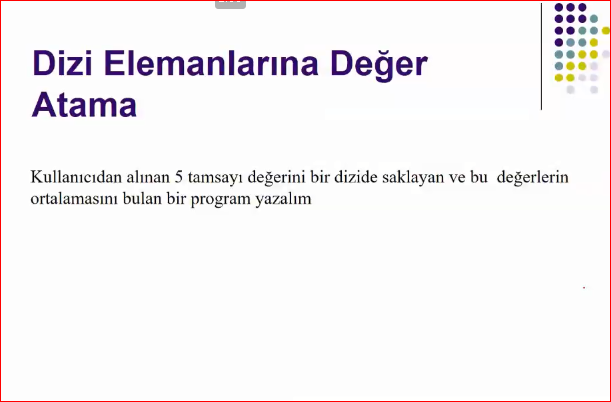 Dizi Elemanlarına Değer
Atama
Kullanıcıdan alınan 5 tamsayı değerini bir dizide saklayan ve bu  değerlerin
ortalamasını bulan bir program yazalım